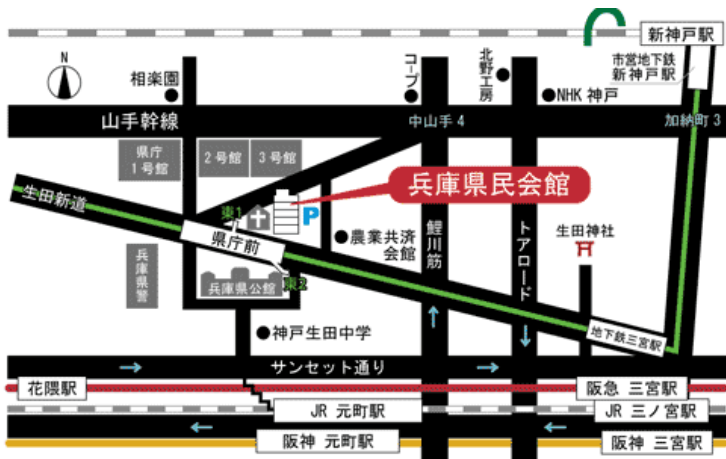 新神戸駅
N
相楽園
コープ
北野工房
市営地下鉄
新神戸駅
NHK 神戸
山手幹線
中山手 4
加納町 3
県庁
1号館
2号館
3号館
兵庫県民会館
生田新道
東1
P
県庁前
農業共済
会館
鯉川筋
トアロード
生田神社
兵庫県警
兵庫県公館
東2
神戸生田中学
地下鉄三宮駅
サンセット通り
花隈駅
阪急 三宮駅
JR 元町駅
JR 三ノ宮駅
阪神 元町駅
阪神 三宮駅